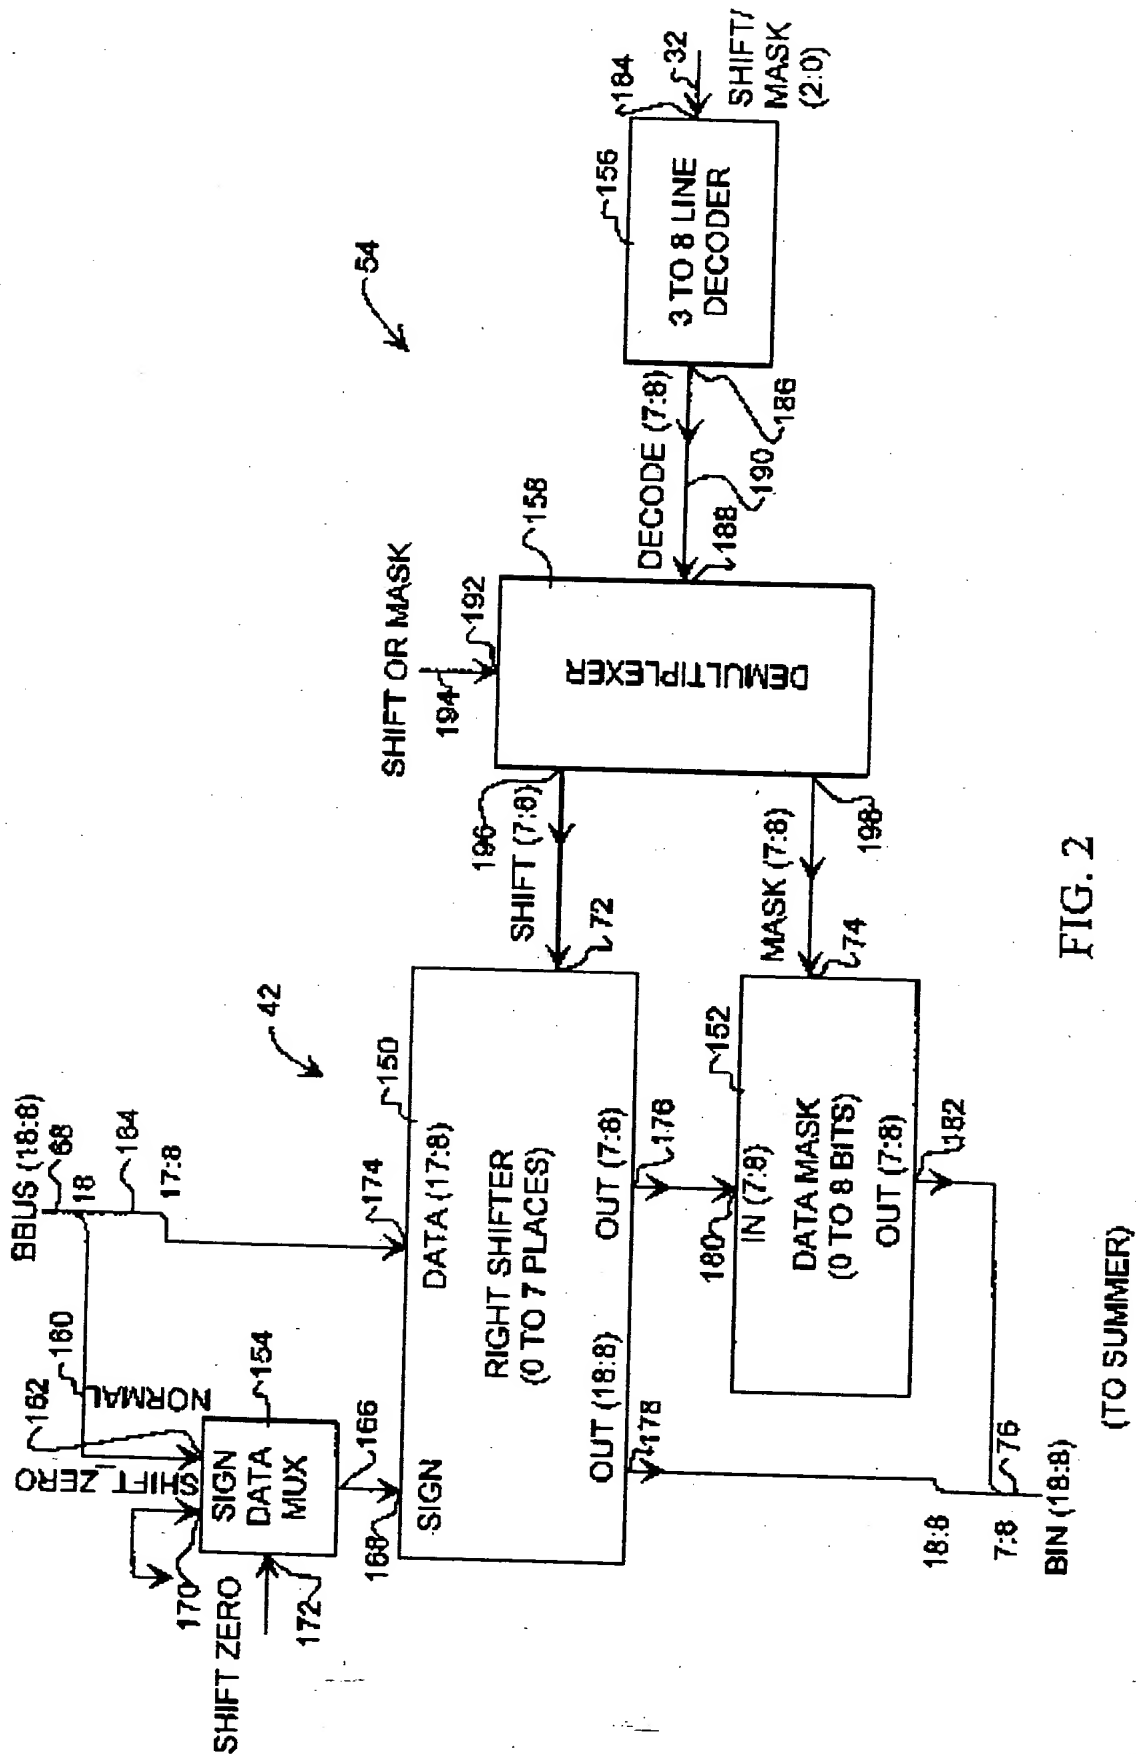 BBUS (18:8)
68
18
164
17:8
160
162
NORMAL
SHIFT_ZERO
170
SHIFT ZERO
172
SIGN
DATA
MUX
154
166
168
174
42
150
SIGN
DATA (17:8)
RIGHT SHIFTER
(0 TO 7 PLACES)
OUT (18:8)
OUT (7:8)
178
176
72
SHIFT (7:8)
196
SHIFT OR MASK
194
192
158
DEMULTIPLEXER
188
190
DECODE (7:8)
186
54
156
3 TO 8 LINE
DECODER
184
32
SHIFT/
MASK
(2:0)
198
MASK (7:8)
74
152
180
IN (7:8)
DATA MASK
(0 TO 8 BITS)
OUT (7:8)
182
18:8
7:8
76
BIN (18:8)
(TO SUMMER)
FIG. 2